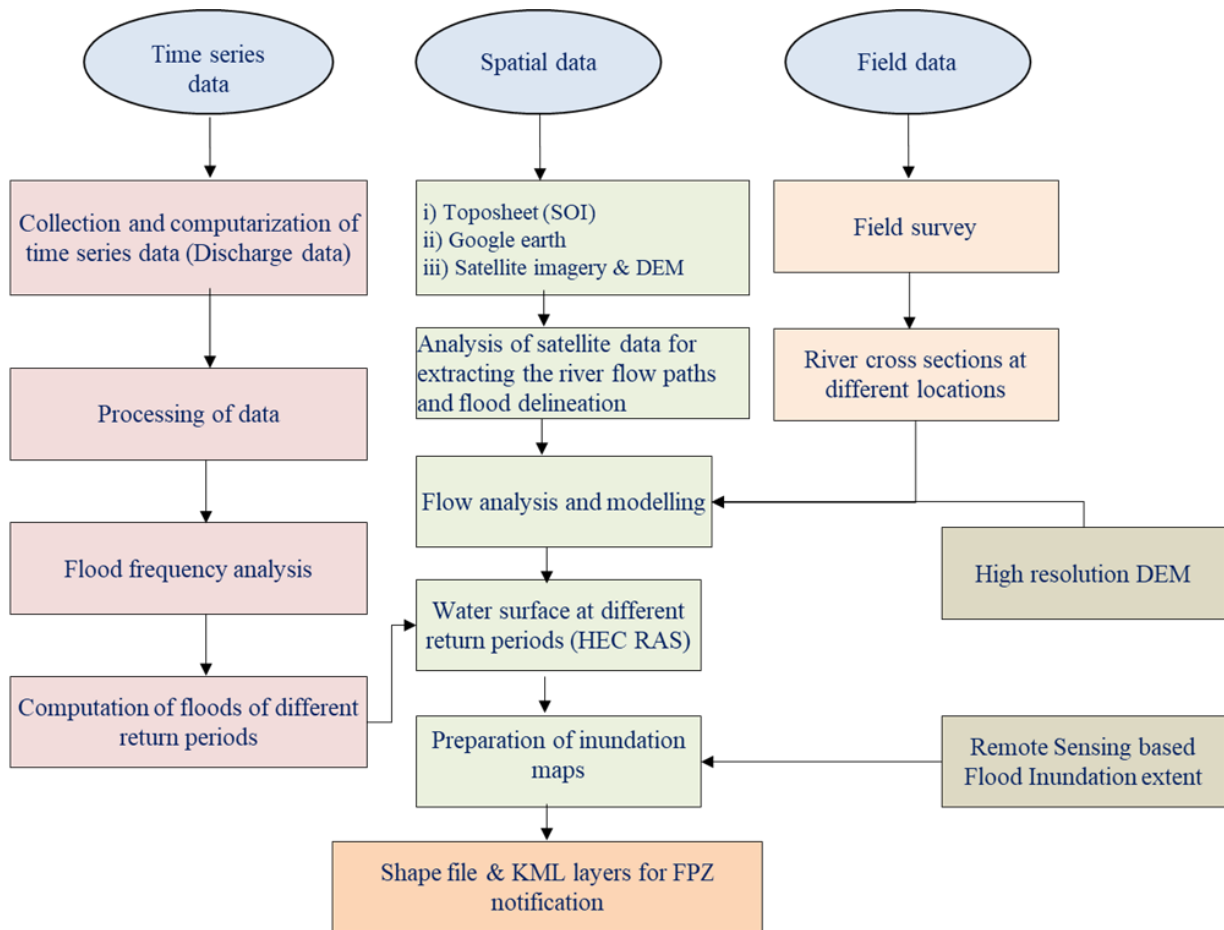 Time series
data
Spatial data
Field data
Collection and computarization of
time series data (Discharge data)
i) Toposheet (SOI)
ii) Google earth
iii) Satellite imagery & DEM
Field survey
Analysis of satellite data for
extracting the river flow paths
and flood delineation
River cross sections at
different locations
Processing of data
Flow analysis and modelling
Flood frequency analysis
High resolution DEM
Water surface at different
return periods (HEC RAS)
Computation of floods of different
return periods
Preparation of inundation
maps
Remote Sensing based
Flood Inundation extent
Shape file & KML layers for FPZ
notification